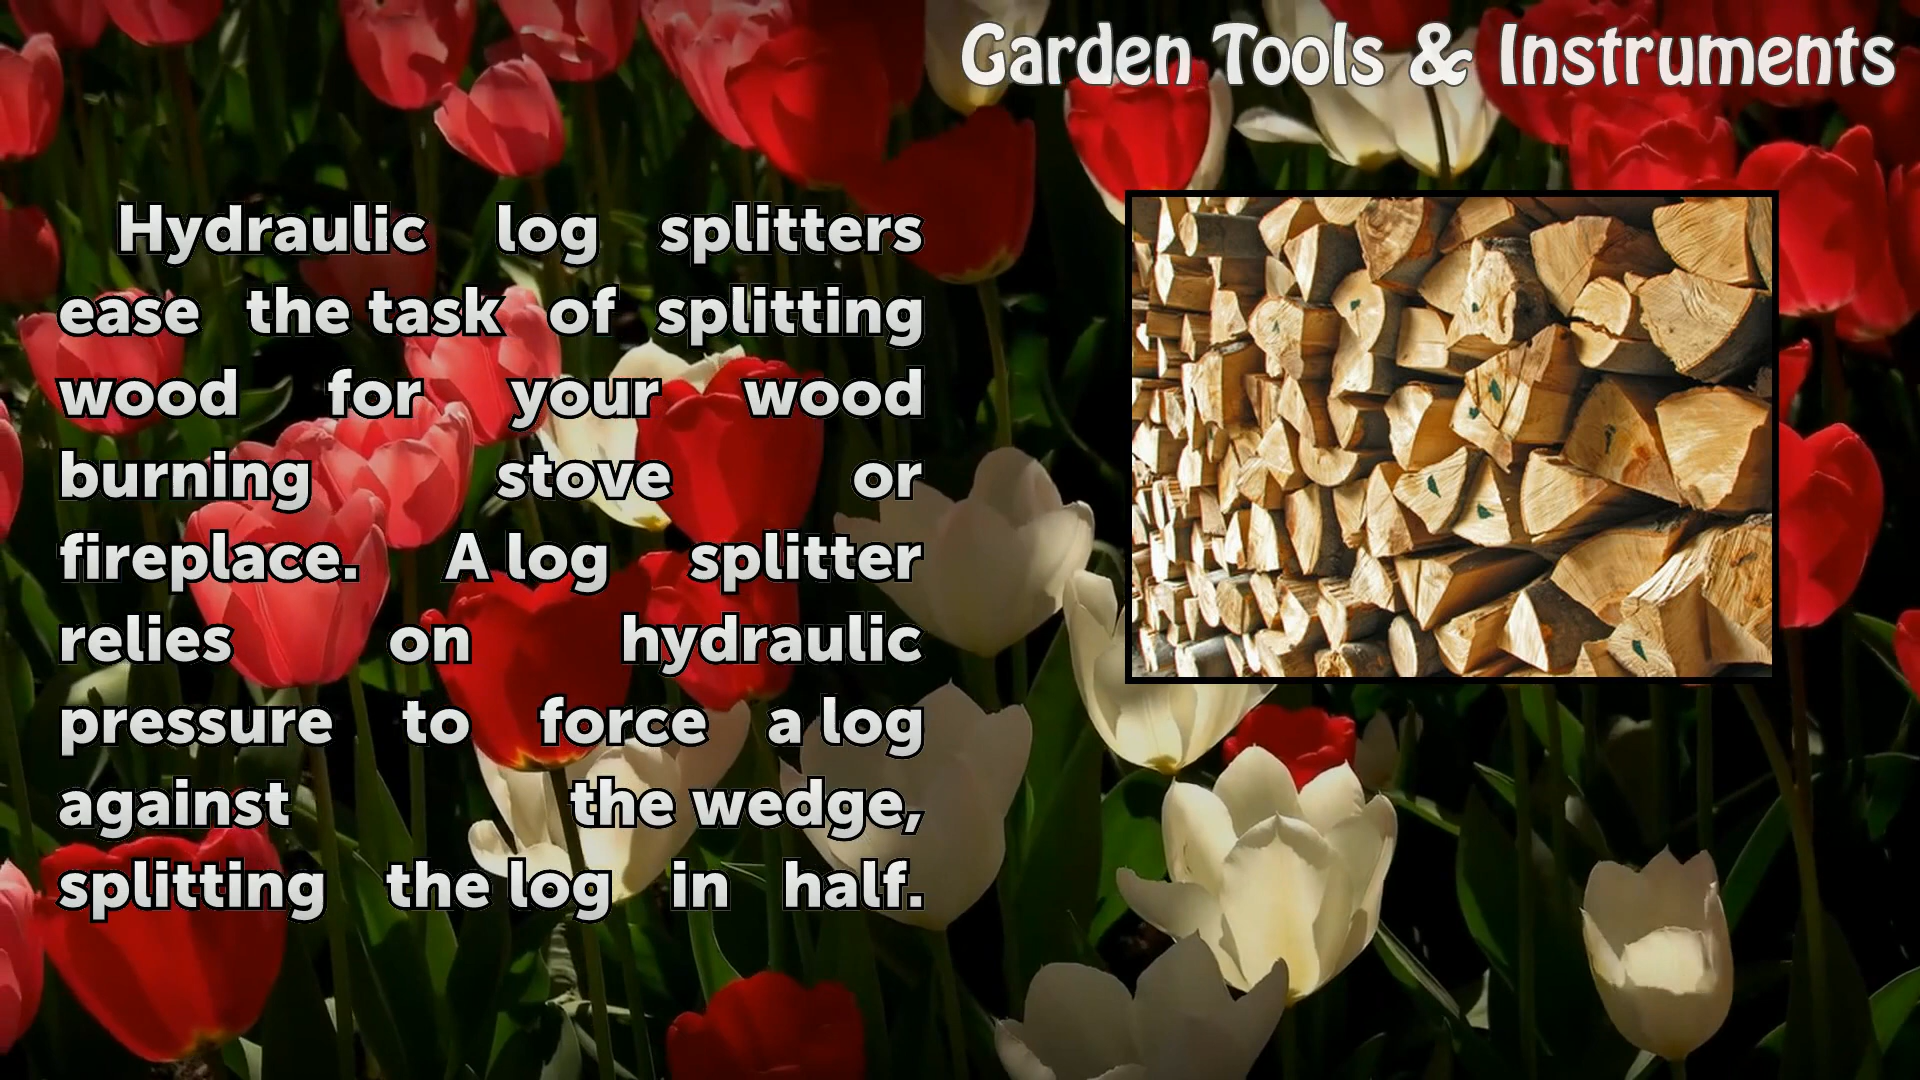 Garden Tools & Instruments
Hydraulic log splitters
ease the task of splitting
wood for your wood
burning stove or
fireplace. A log splitter
relies on hydraulic
pressure to force a log
against the wedge,
splitting the log in half.